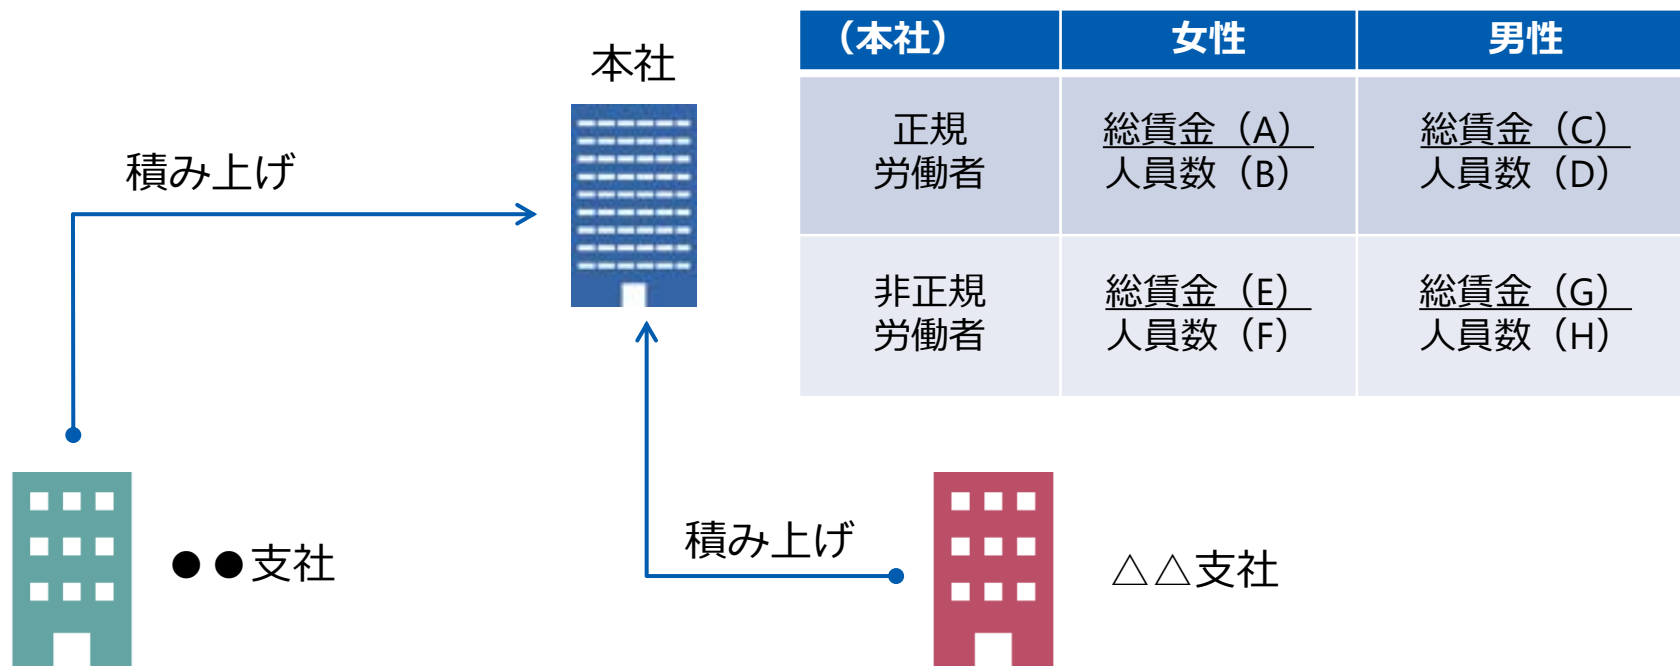 本社
積み上げ
（本社）
女性
男性
正規
労働者
総賃金（A）
人員数（B）
総賃金（C）
人員数（D）
非正規
労働者
総賃金（E）
人員数（F）
総賃金（G）
人員数（H）
●●支社
積み上げ
△△支社